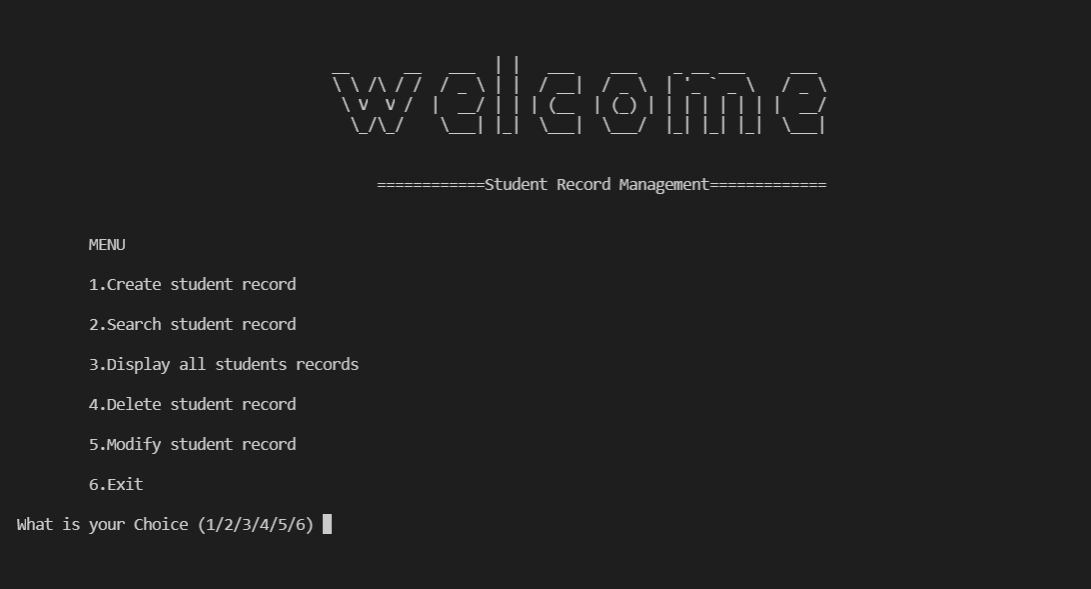 welcome
============Student Record Management=============
MENU
1.Create student record
2.Search student record
3.Display all students records
4.Delete student record
5.Modify student record
6.Exit
What is your Choice (1/2/3/4/5/6)